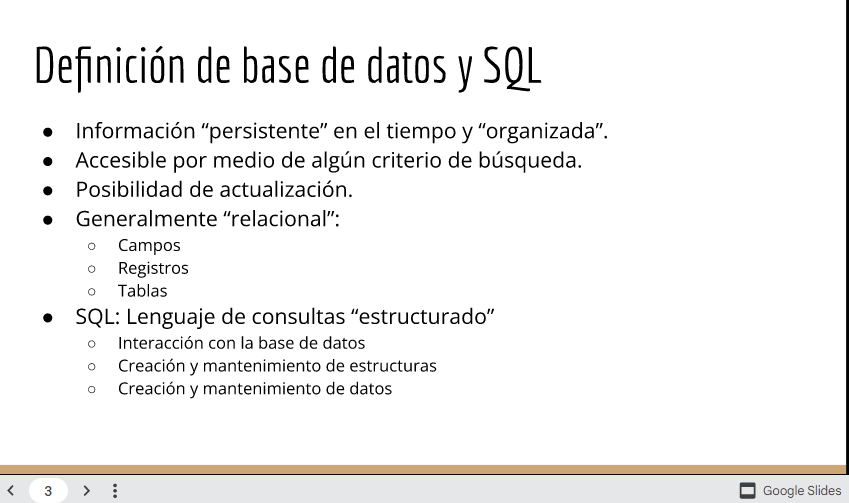 Definición de base de datos y SQL
● Información “persistente” en el tiempo y “organizada”.
● Accesible por medio de algún criterio de búsqueda.
● Posibilidad de actualización.
● Generalmente “relacional”:
○ Campos
○ Registros
○ Tablas
● SQL: Lenguaje de consultas “estructurado”
○ Interacción con la base de datos
○ Creación y mantenimiento de estructuras
○ Creación y mantenimiento de datos
3
Google Slides